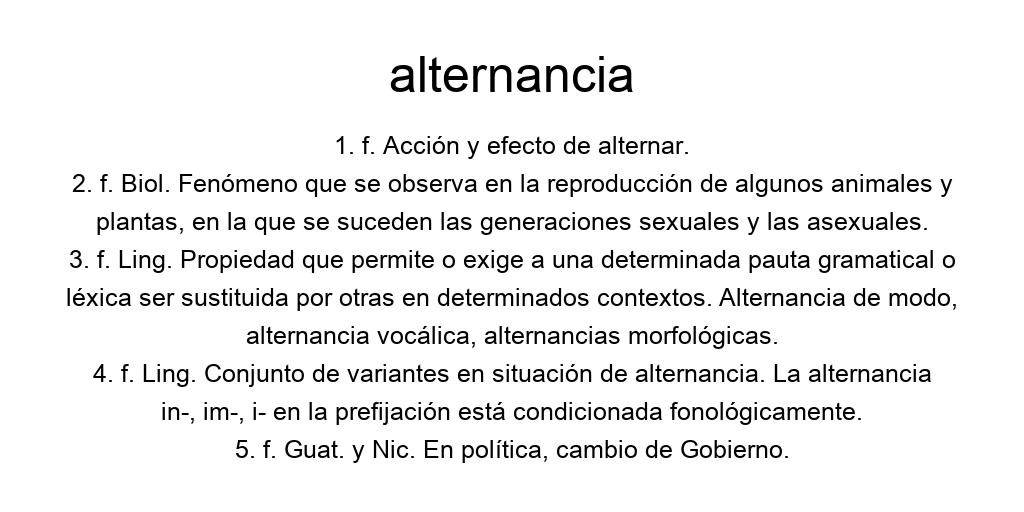 alternancia
1. f. Acción y efecto de alternar.
2. f. Biol. Fenómeno que se observa en la reproducción de algunos animales y
plantas, en la que se suceden las generaciones sexuales y las asexuales.
3. f. Ling. Propiedad que permite o exige a una determinada pauta gramatical o
léxica ser sustituida por otras en determinados contextos. Alternancia de modo,
alternancia vocálica, alternancias morfológicas.
4. f. Ling. Conjunto de variantes en situación de alternancia. La alternancia
in-, im-, i- en la prefijación está condicionada fonológicamente.
5. f. Guat. y Nic. En política, cambio de Gobierno.